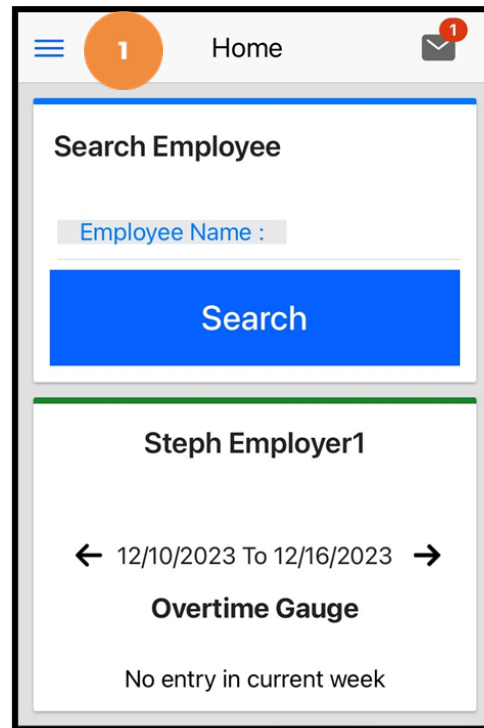 1 Home 1
Search Employee
Employee Name :
Search
Steph Employer1
12/10/2023 To 12/16/2023
Overtime Gauge
No entry in current week